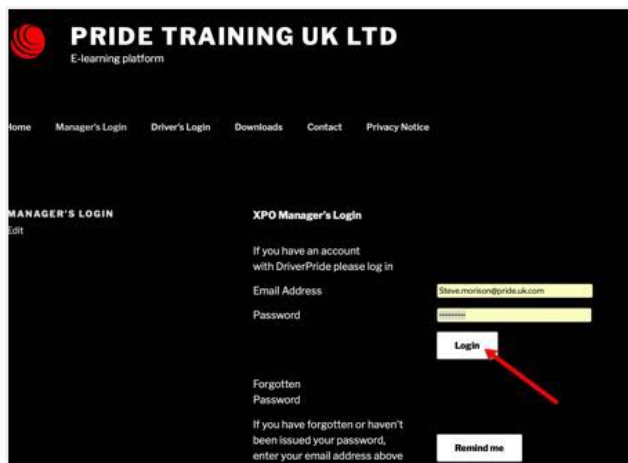 PRIDE TRAINING UK LTD
E-learning platform
Home Manager's Login Driver's Login Downloads Contact Privacy Notice
MANAGER'S LOGIN
Edit
XPO Manager's Login
If you have an account
with DriverPride please log in
Email Address
Steve.morison@pride.uk.com
Password
Login
Forgotten
Password
If you have forgotten or haven't
been issued your password,
enter your email address above
Remind me